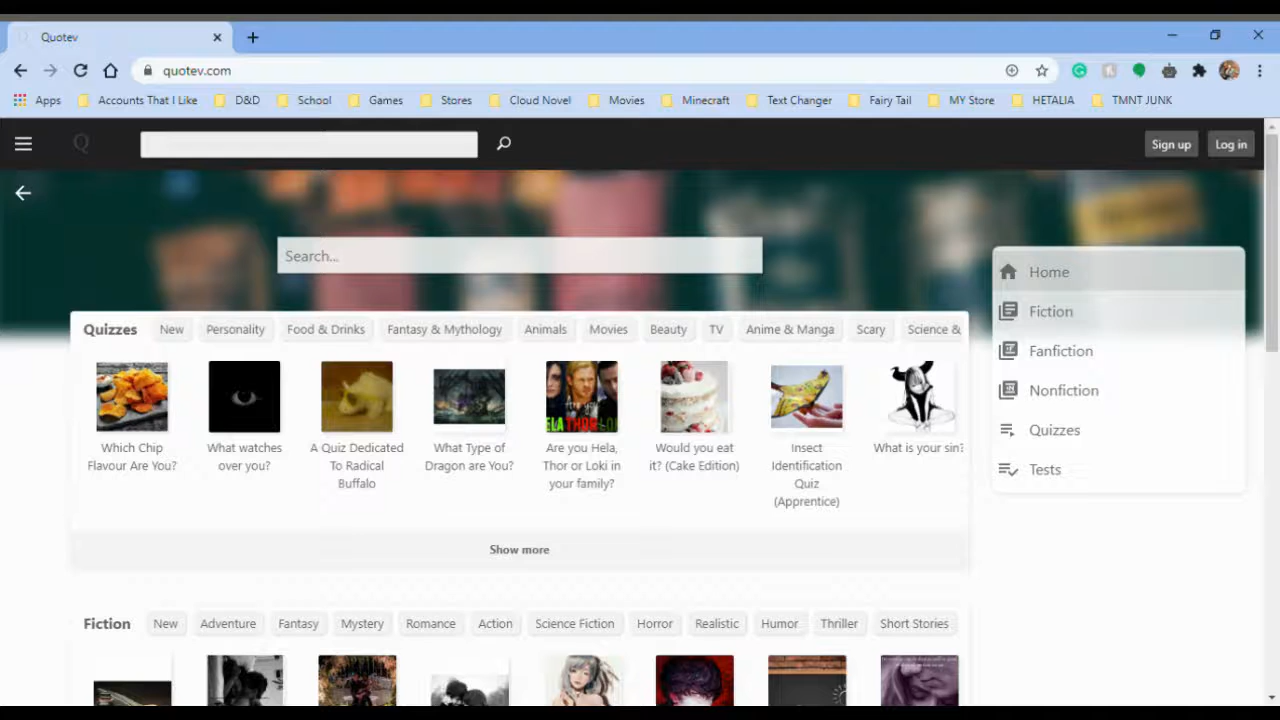 Quotev
quotev.com
Apps Accounts That I Like D&D School Games Stores Cloud Novel Movies Minecraft Text Changer Fairy Tail MY Store HETALIA TMNT JUNK
Q Sign up Log in
Search...
Home
Fiction
Fanfiction
Nonfiction
Quizzes
Tests
Quizzes New Personality Food & Drinks Fantasy & Mythology Animals Movies Beauty TV Anime & Manga Scary Science &
Which Chip
Flavour Are You?
What watches
over you?
A Quiz Dedicated
To Radical
Buffalo
What Type of
Dragon are You?
HELA THOR LOKI
Are you Hela,
Thor or Loki in
your family?
Would you eat
it? (Cake Edition)
Insect
Identification
Quiz
(Apprentice)
What is your sin?
Show more
Fiction New Adventure Fantasy Mystery Romance Action Science Fiction Horror Realistic Humor Thriller Short Stories